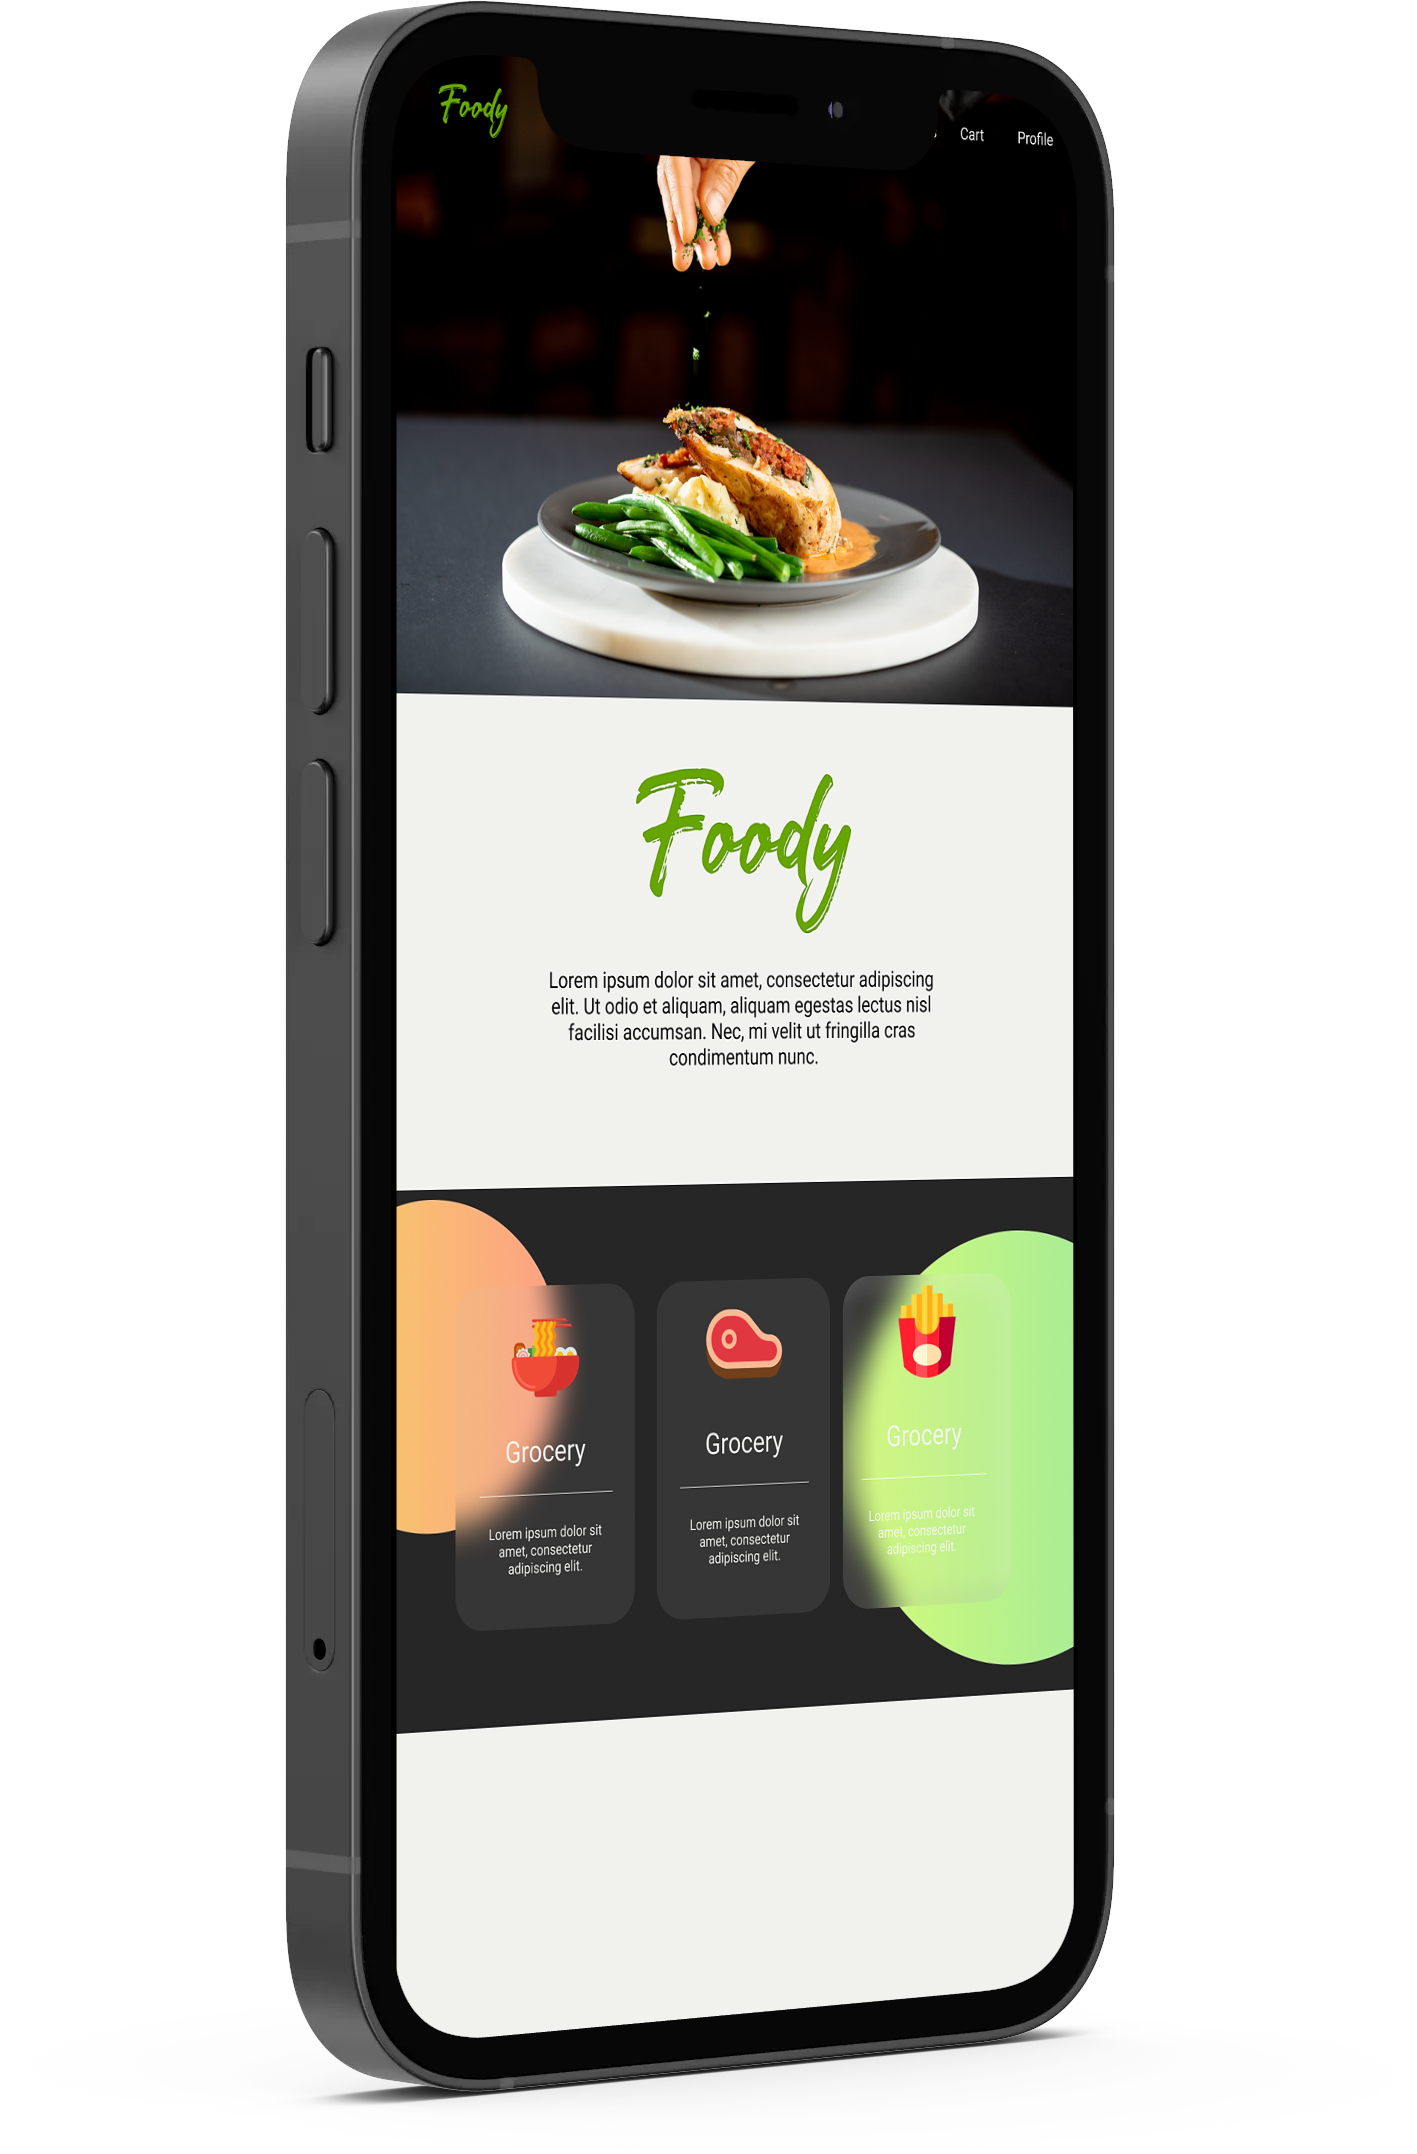 Foody
Cart
Profile
Foody
Lorem ipsum dolor sit amet, consectetur adipiscing
elit. Ut odio et aliquam, aliquam egestas lectus nisl
facilisi accumsan. Nec, mi velit ut fringilla cras
condimentum nunc.
Grocery
Lorem ipsum dolor sit
amet, consectetur
adipiscing elit.
Grocery
Lorem ipsum dolor sit
amet, consectetur
adipiscing elit.
Grocery
Lorem ipsum dolor sit
amet, consectetur
adipiscing elit.